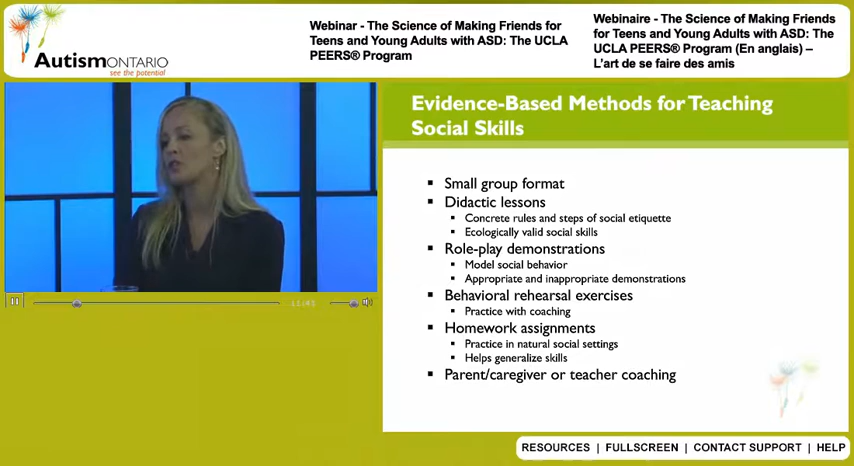 AutismONTARIO
see the potential
Webinar - The Science of Making Friends for
Teens and Young Adults with ASD: The UCLA
PEERS® Program
Webinaire - The Science of Making Friends
for Teens and Young Adults with ASD: The
UCLA PEERS® Program (En anglais) –
L'art de se faire des amis
Evidence-Based Methods for Teaching
Social Skills
▪ Small group format
▪ Didactic lessons
▪ Concrete rules and steps of social etiquette
▪ Ecologically valid social skills
▪ Role-play demonstrations
▪ Model social behavior
▪ Appropriate and inappropriate demonstrations
▪ Behavioral rehearsal exercises
▪ Practice with coaching
▪ Homework assignments
▪ Practice in natural social settings
▪ Helps generalize skills
▪ Parent/caregiver or teacher coaching
RESOURCES | FULLSCREEN | CONTACT SUPPORT | HELP